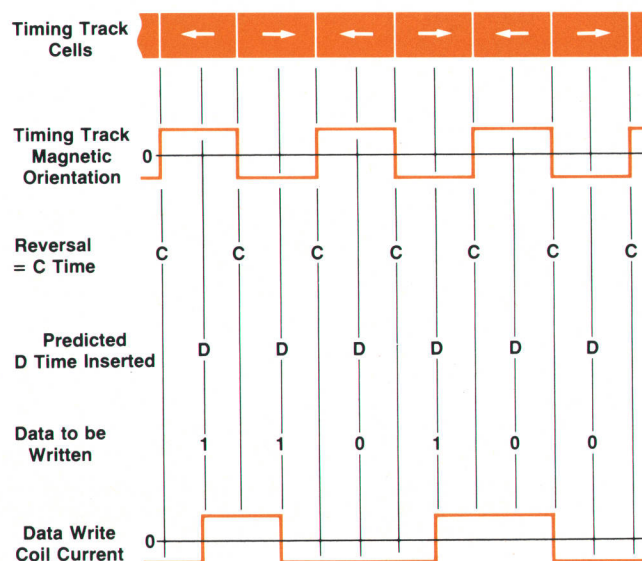 Timing Track
Cells
Timing Track
Magnetic
Orientation
0
Reversal
= C Time
C C C C C C C
Predicted
D Time Inserted
D D D D D D
Data to be
Written
1 1 0 1 0 0
Data Write
Coil Current
0